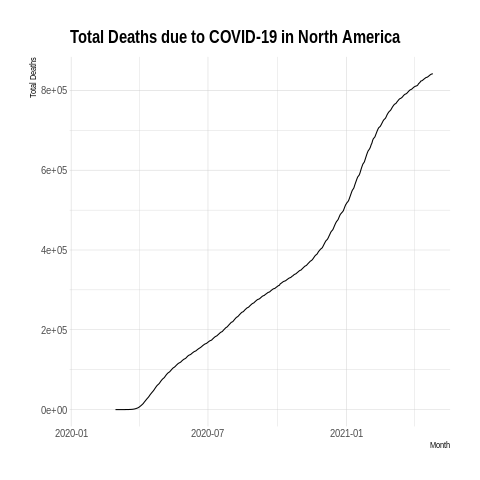 Total Deaths due to COVID-19 in North America
Total Deaths
8e+05
6e+05
4e+05
2e+05
0e+00
2020-01
2020-07
2021-01
Month